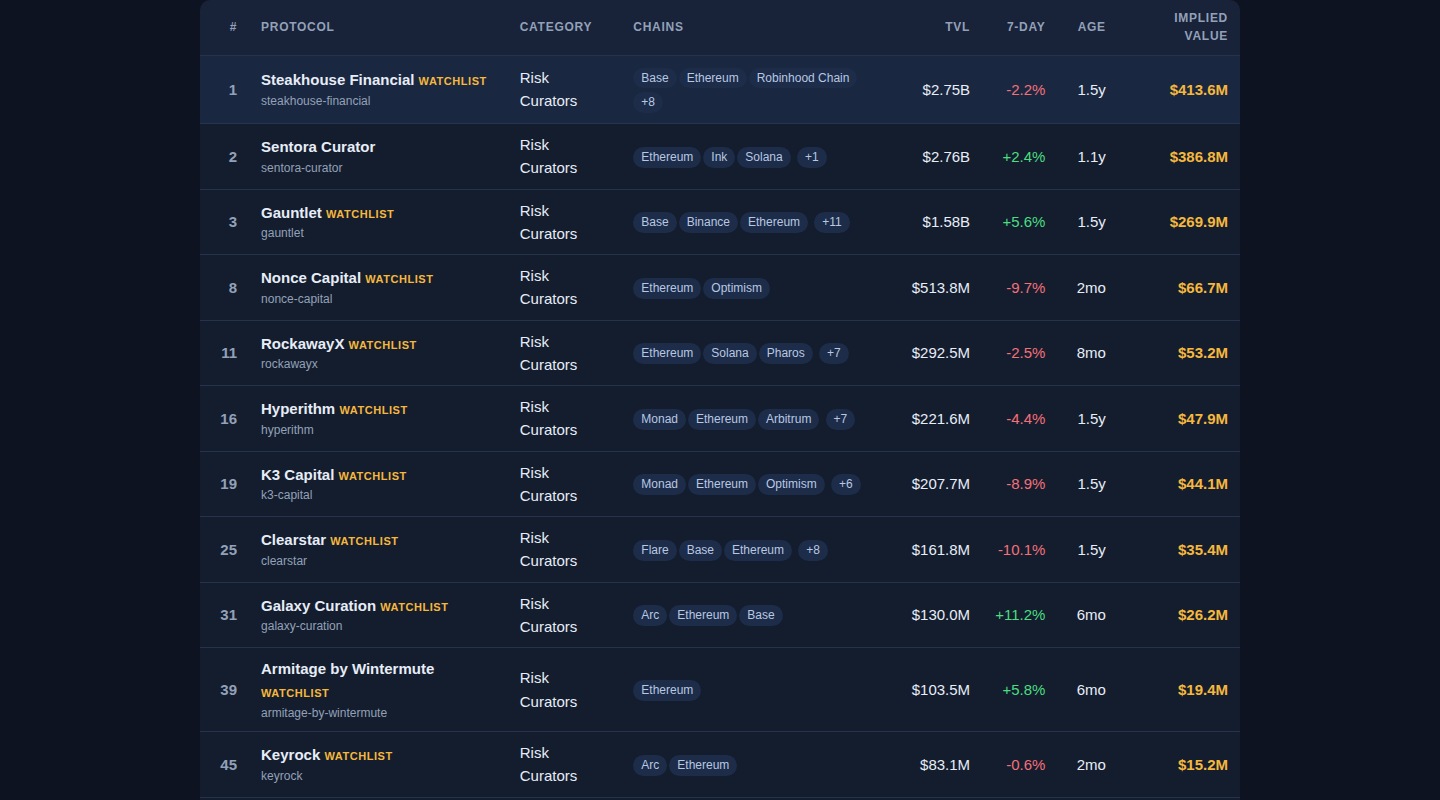 # PROTOCOL CATEGORY CHAINS TVL 7-DAY AGE IMPLIED VALUE
1 Steakhouse Financial WATCHLIST Risk Curators Base Ethereum Robinhood Chain +8 $2.75B -2.2% 1.5y $413.6M
steakhouse-financial
2 Sentora Curator Risk Curators Ethereum Ink Solana +1 $2.76B +2.4% 1.1y $386.8M
sentora-curator
3 Gauntlet WATCHLIST Risk Curators Base Binance Ethereum +11 $1.58B +5.6% 1.5y $269.9M
gauntlet
8 Nonce Capital WATCHLIST Risk Curators Ethereum Optimism $513.8M -9.7% 2mo $66.7M
nonce-capital
11 RockawayX WATCHLIST Risk Curators Ethereum Solana Pharos +7 $292.5M -2.5% 8mo $53.2M
rockawayx
16 Hyperithm WATCHLIST Risk Curators Monad Ethereum Arbitrum +7 $221.6M -4.4% 1.5y $47.9M
hyperithm
19 K3 Capital WATCHLIST Risk Curators Monad Ethereum Optimism +6 $207.7M -8.9% 1.5y $44.1M
k3-capital
25 Clearstar WATCHLIST Risk Curators Flare Base Ethereum +8 $161.8M -10.1% 1.5y $35.4M
clearstar
31 Galaxy Curation WATCHLIST Risk Curators Arc Ethereum Base $130.0M +11.2% 6mo $26.2M
galaxy-curation
39 Armitage by Wintermute WATCHLIST Risk Curators Ethereum $103.5M +5.8% 6mo $19.4M
armitage-by-wintermute
45 Keyrock WATCHLIST Risk Curators Arc Ethereum $83.1M -0.6% 2mo $15.2M
keyrock